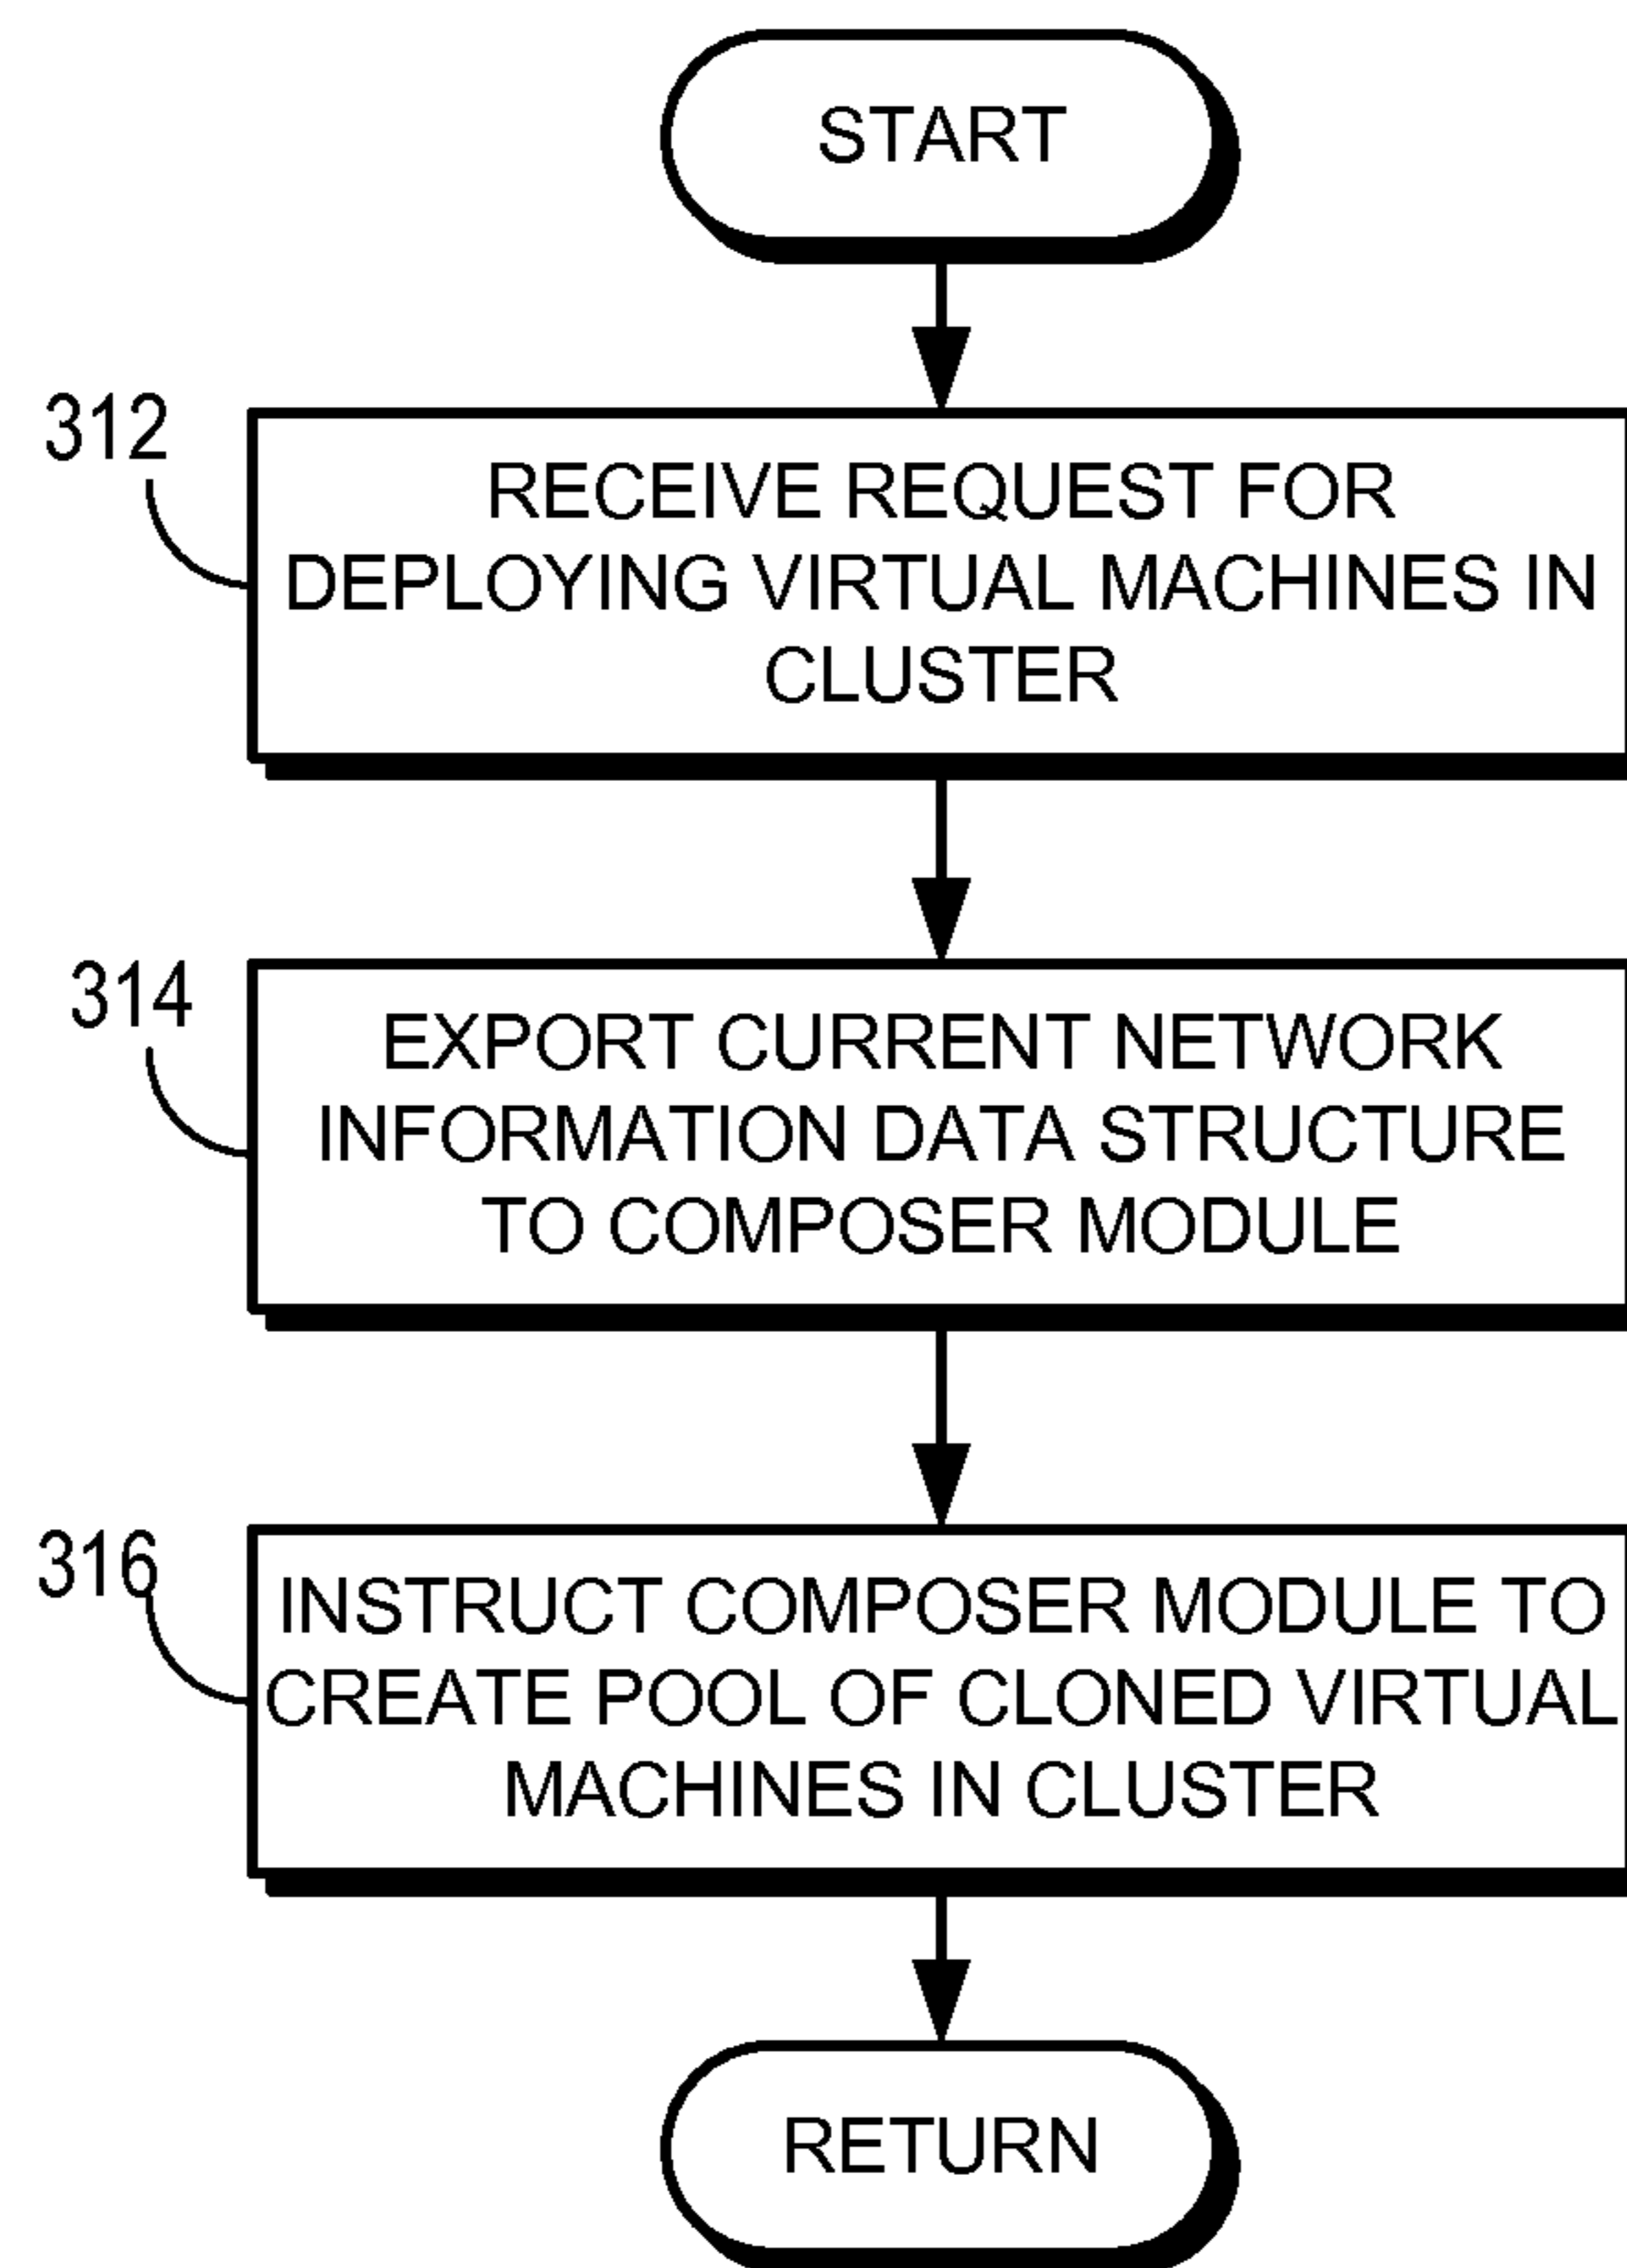 START
312
RECEIVE REQUEST FOR
DEPLOYING VIRTUAL MACHINES IN
CLUSTER
314
EXPORT CURRENT NETWORK
INFORMATION DATA STRUCTURE
TO COMPOSER MODULE
316
INSTRUCT COMPOSER MODULE TO
CREATE POOL OF CLONED VIRTUAL
MACHINES IN CLUSTER
RETURN